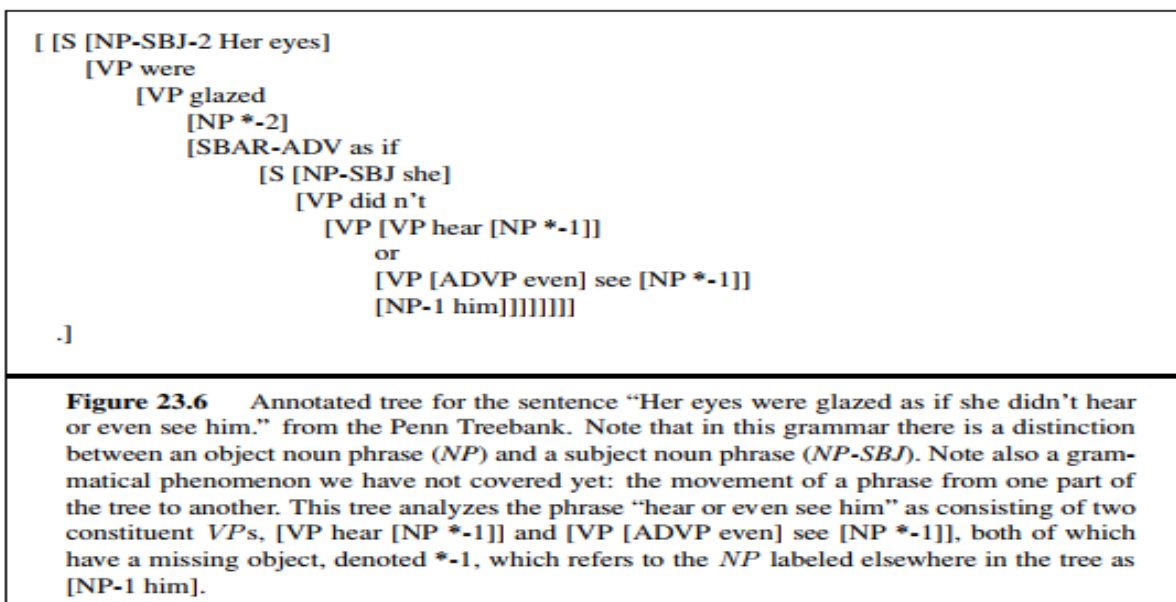 [ [S [NP-SBJ-2 Her eyes]
[VP were
[VP glazed
[NP *-2]
[SBAR-ADV as if
[S [NP-SBJ she]
[VP did n't
[VP [VP hear [NP *-1]]
or
[VP [ADVP even] see [NP *-1]]
[NP-1 him]]]]]]]]
.]
Figure 23.6 Annotated tree for the sentence “Her eyes were glazed as if she didn’t hear
or even see him.” from the Penn Treebank. Note that in this grammar there is a distinction
between an object noun phrase (NP) and a subject noun phrase (NP-SBJ). Note also a gram-
matical phenomenon we have not covered yet: the movement of a phrase from one part of
the tree to another. This tree analyzes the phrase “hear or even see him” as consisting of two
constituent VPs, [VP hear [NP *-1]] and [VP [ADVP even] see [NP *-1]], both of which
have a missing object, denoted *-1, which refers to the NP labeled elsewhere in the tree as
[NP-1 him].